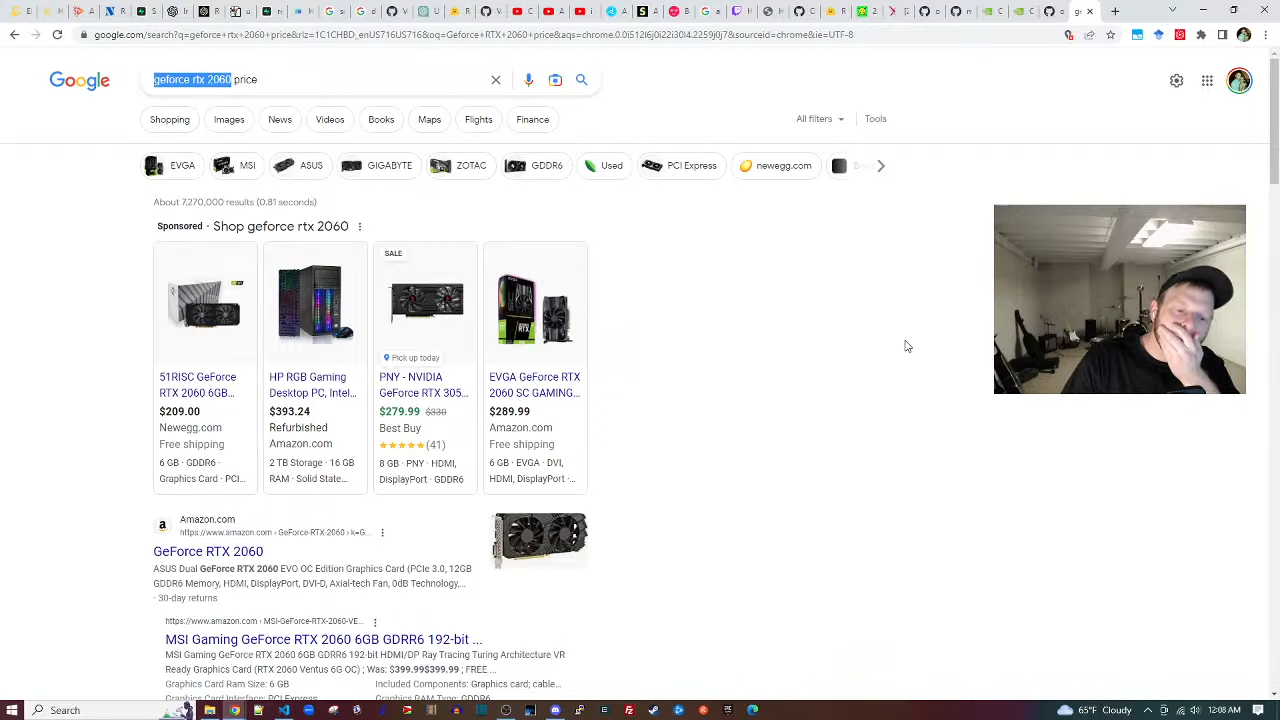 google.com/search?q=geforce+rtx+2060+price&rlz=1C1CHBD_enUS716US716&oq=Geforce+RTX+2060+price&aqs=chrome.0.0i512l6j0i22i30l4.2259j0j7&sourceid=chrome&ie=UTF-8
Google
geforce rtx 2060 price
Shopping
Images
News
Videos
Books
Maps
Flights
Finance
All filters
Tools
EVGA
MSI
ASUS
GIGABYTE
ZOTAC
GDDR6
Used
PCI Express
newegg.com
About 7,270,000 results (0.81 seconds)
Sponsored · Shop geforce rtx 2060
51RISC GeForce
RTX 2060 6GB...
$209.00
Newegg.com
Free shipping
6 GB · GDDR6 ·
Graphics Card · PCI...
HP RGB Gaming
Desktop PC, Intel...
$393.24
Refurbished
Amazon.com
2 TB Storage · 16 GB
RAM · Solid State...
SALE
Pick up today
PNY - NVIDIA
GeForce RTX 305...
$279.99 $330
Best Buy
(41)
8 GB · PNY · HDMI,
DisplayPort · GDDR6
EVGA GeForce RTX
2060 SC GAMING...
$289.99
Amazon.com
Free shipping
6 GB · EVGA · DVI,
HDMI, DisplayPort ·...
Amazon.com
https://www.amazon.com › GeForce-RTX-2060 › k=G...
GeForce RTX 2060
ASUS Dual GeForce RTX 2060 EVO OC Edition Graphics Card (PCIe 3.0, 12GB
GDDR6 Memory, HDMI, DisplayPort, DVI-D, Axial-tech Fan, 0dB Technology,...
· 30-day returns
https://www.amazon.com › MSI-GeForce-RTX-2060-VE...
MSI Gaming GeForce RTX 2060 6GB GDRR6 192-bit ...
MSI Gaming GeForce RTX 2060 6GB GDRR6 192-bit HDMI/DP Ray Tracing Turing Architecture VR
Ready Graphics Card (RTX 2060 Ventus 6G OC) ; Was: $399.99$399.99 ; FREE ...
Graphics Card Ram Size: 6 GB
Included Components: Graphics card; cable...
Graphics Card Interface: PCI Express
Graphics RAM Type: GDDR6
Search
65°F Cloudy
12:08 AM